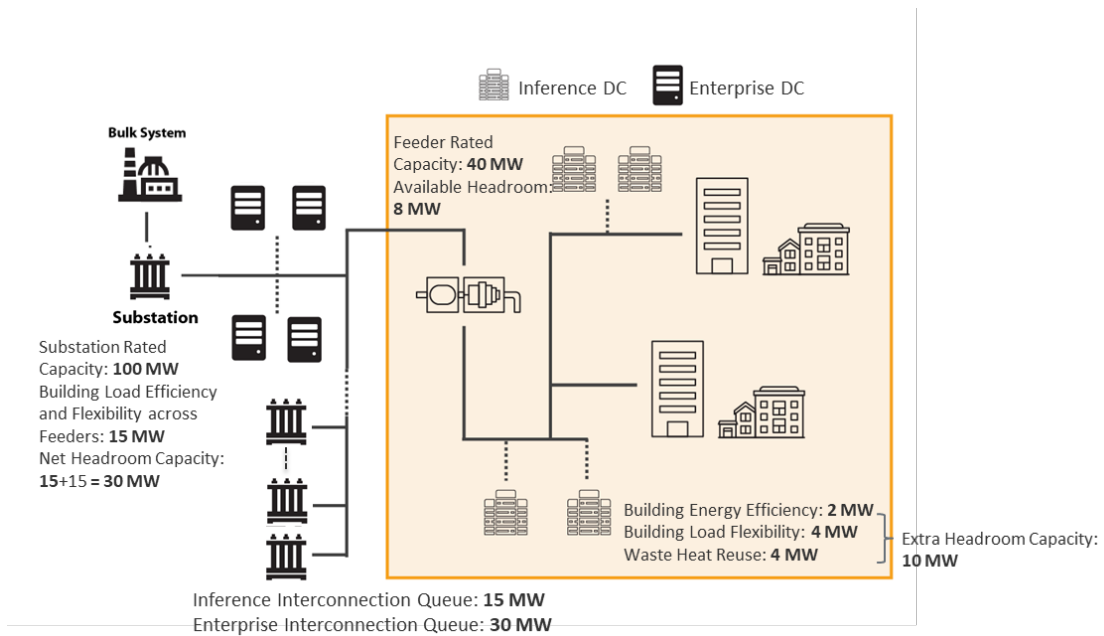 Inference DC
Enterprise DC
Bulk System
Feeder Rated
Capacity: 40 MW
Available Headroom:
8 MW
Substation
Substation Rated
Capacity: 100 MW
Building Load Efficiency
and Flexibility across
Feeders: 15 MW
Net Headroom Capacity:
15+15 = 30 MW
Building Energy Efficiency: 2 MW
Building Load Flexibility: 4 MW
Waste Heat Reuse: 4 MW
Extra Headroom Capacity:
10 MW
Inference Interconnection Queue: 15 MW
Enterprise Interconnection Queue: 30 MW